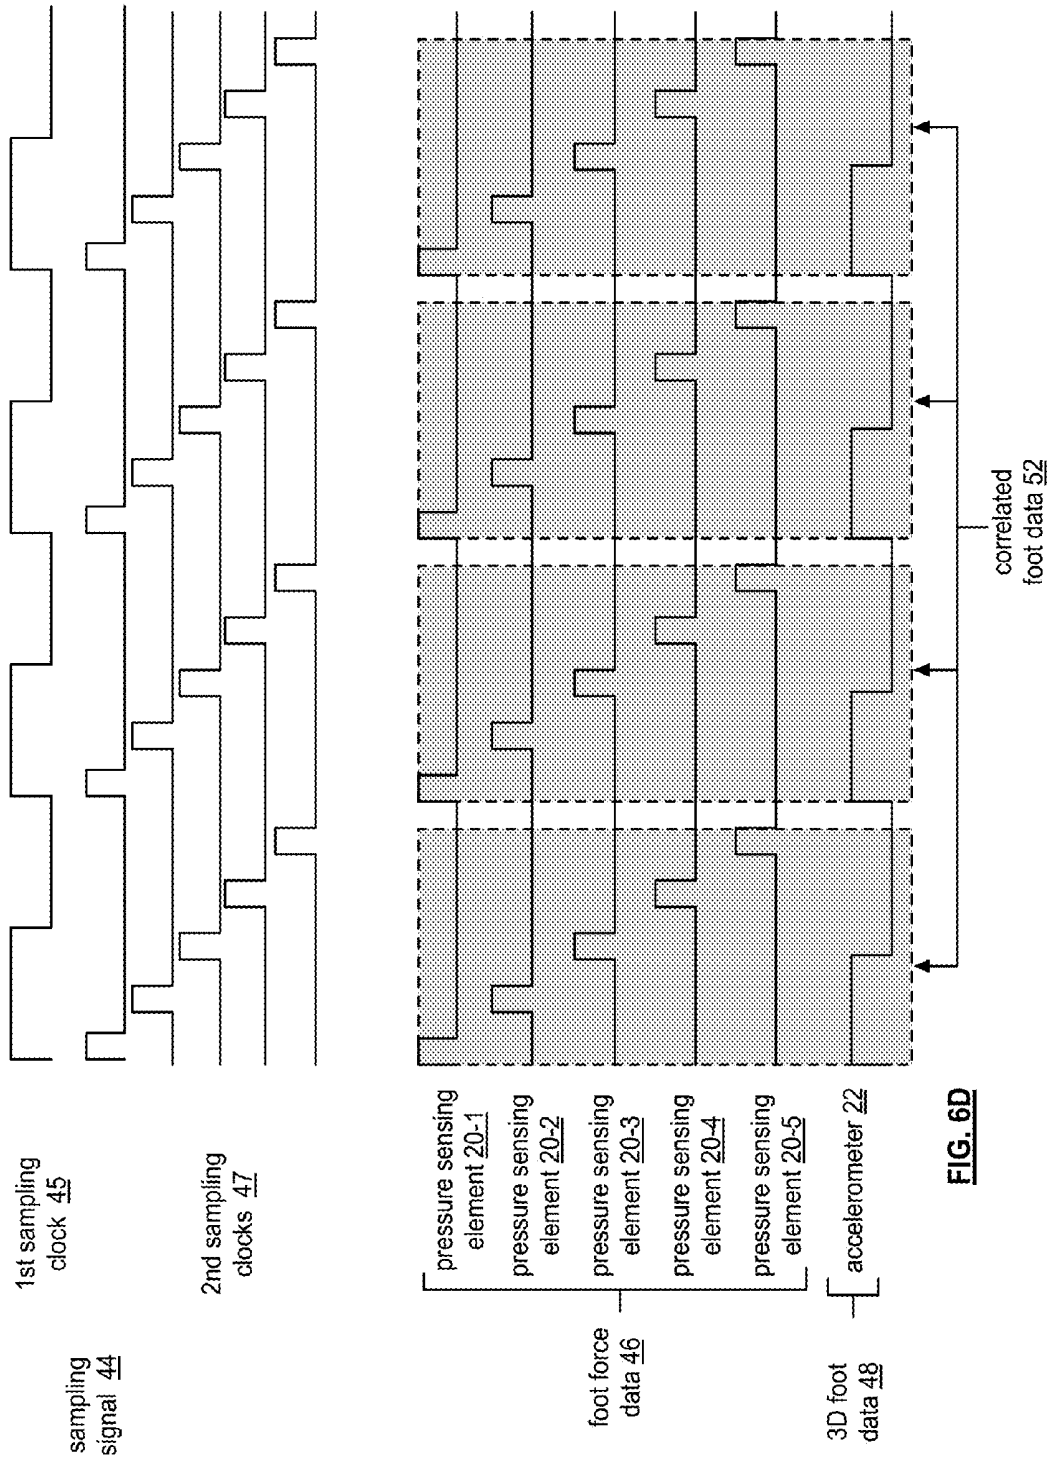 sampling
signal 44
1st sampling
clock 45
2nd sampling
clocks 47
foot force
data 46
pressure sensing
element 20-1
pressure sensing
element 20-2
pressure sensing
element 20-3
pressure sensing
element 20-4
pressure sensing
element 20-5
3D foot
data 48
accelerometer 22
correlated
foot data 52
FIG. 6D